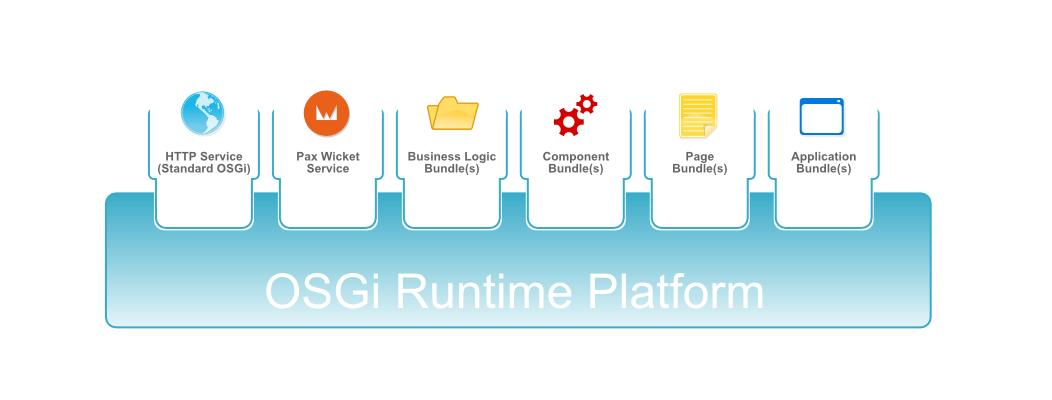 HTTP Service
(Standard OSGi)
Pax Wicket
Service
Business Logic
Bundle(s)
Component
Bundle(s)
Page
Bundle(s)
Application
Bundle(s)
OSGi Runtime Platform